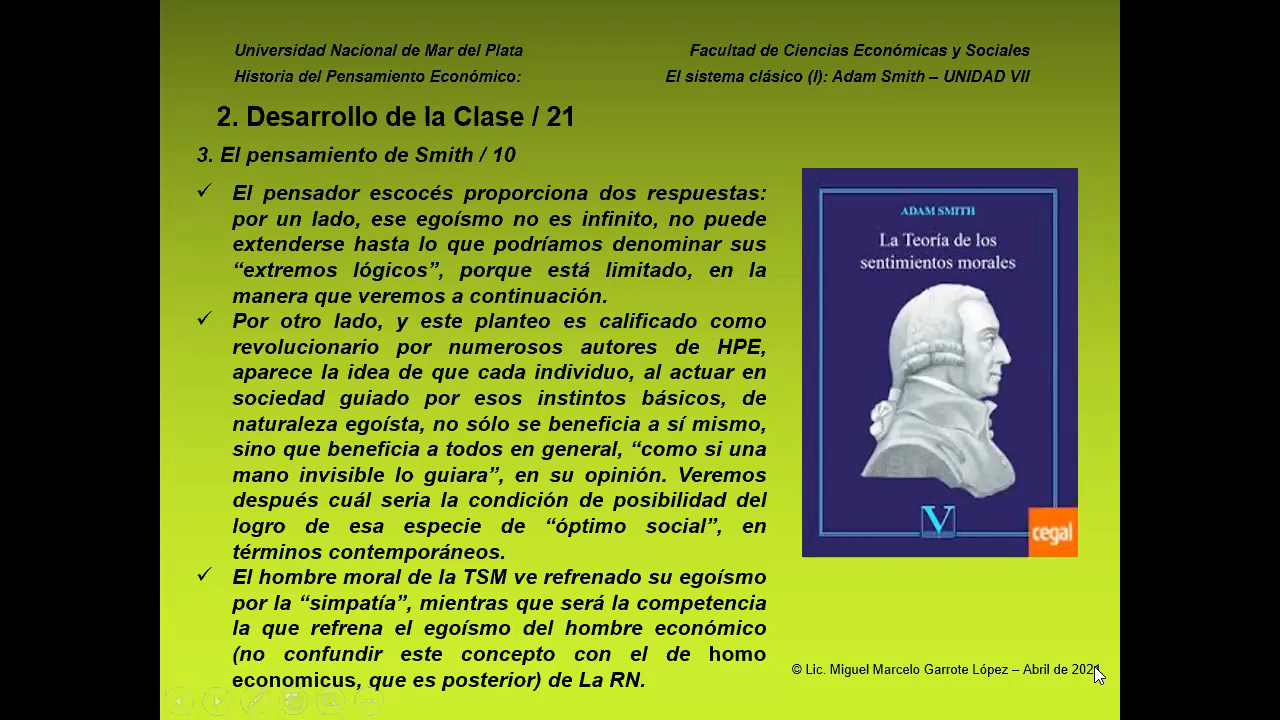 Universidad Nacional de Mar del Plata
Facultad de Ciencias Económicas y Sociales
Historia del Pensamiento Económico:
El sistema clásico (I): Adam Smith – UNIDAD VII
2. Desarrollo de la Clase / 21
3. El pensamiento de Smith / 10
✓ El pensador escocés proporciona dos respuestas:
por un lado, ese egoísmo no es infinito, no puede
extenderse hasta lo que podríamos denominar sus
“extremos lógicos”, porque está limitado, en la
manera que veremos a continuación.
✓ Por otro lado, y este planteo es calificado como
revolucionario por numerosos autores de HPE,
aparece la idea de que cada individuo, al actuar en
sociedad guiado por esos instintos básicos, de
naturaleza egoísta, no sólo se beneficia a sí mismo,
sino que beneficia a todos en general, “como si una
mano invisible lo guiara”, en su opinión. Veremos
después cuál seria la condición de posibilidad del
logro de esa especie de “óptimo social”, en
términos contemporáneos.
✓ El hombre moral de la TSM ve refrenado su egoísmo
por la “simpatía”, mientras que será la competencia
la que refrena el egoísmo del hombre económico
(no confundir este concepto con el de homo
economicus, que es posterior) de La RN.
ADAM SMITH
La Teoría de los
sentimientos morales
V
cegal
© Lic. Miguel Marcelo Garrote López – Abril de